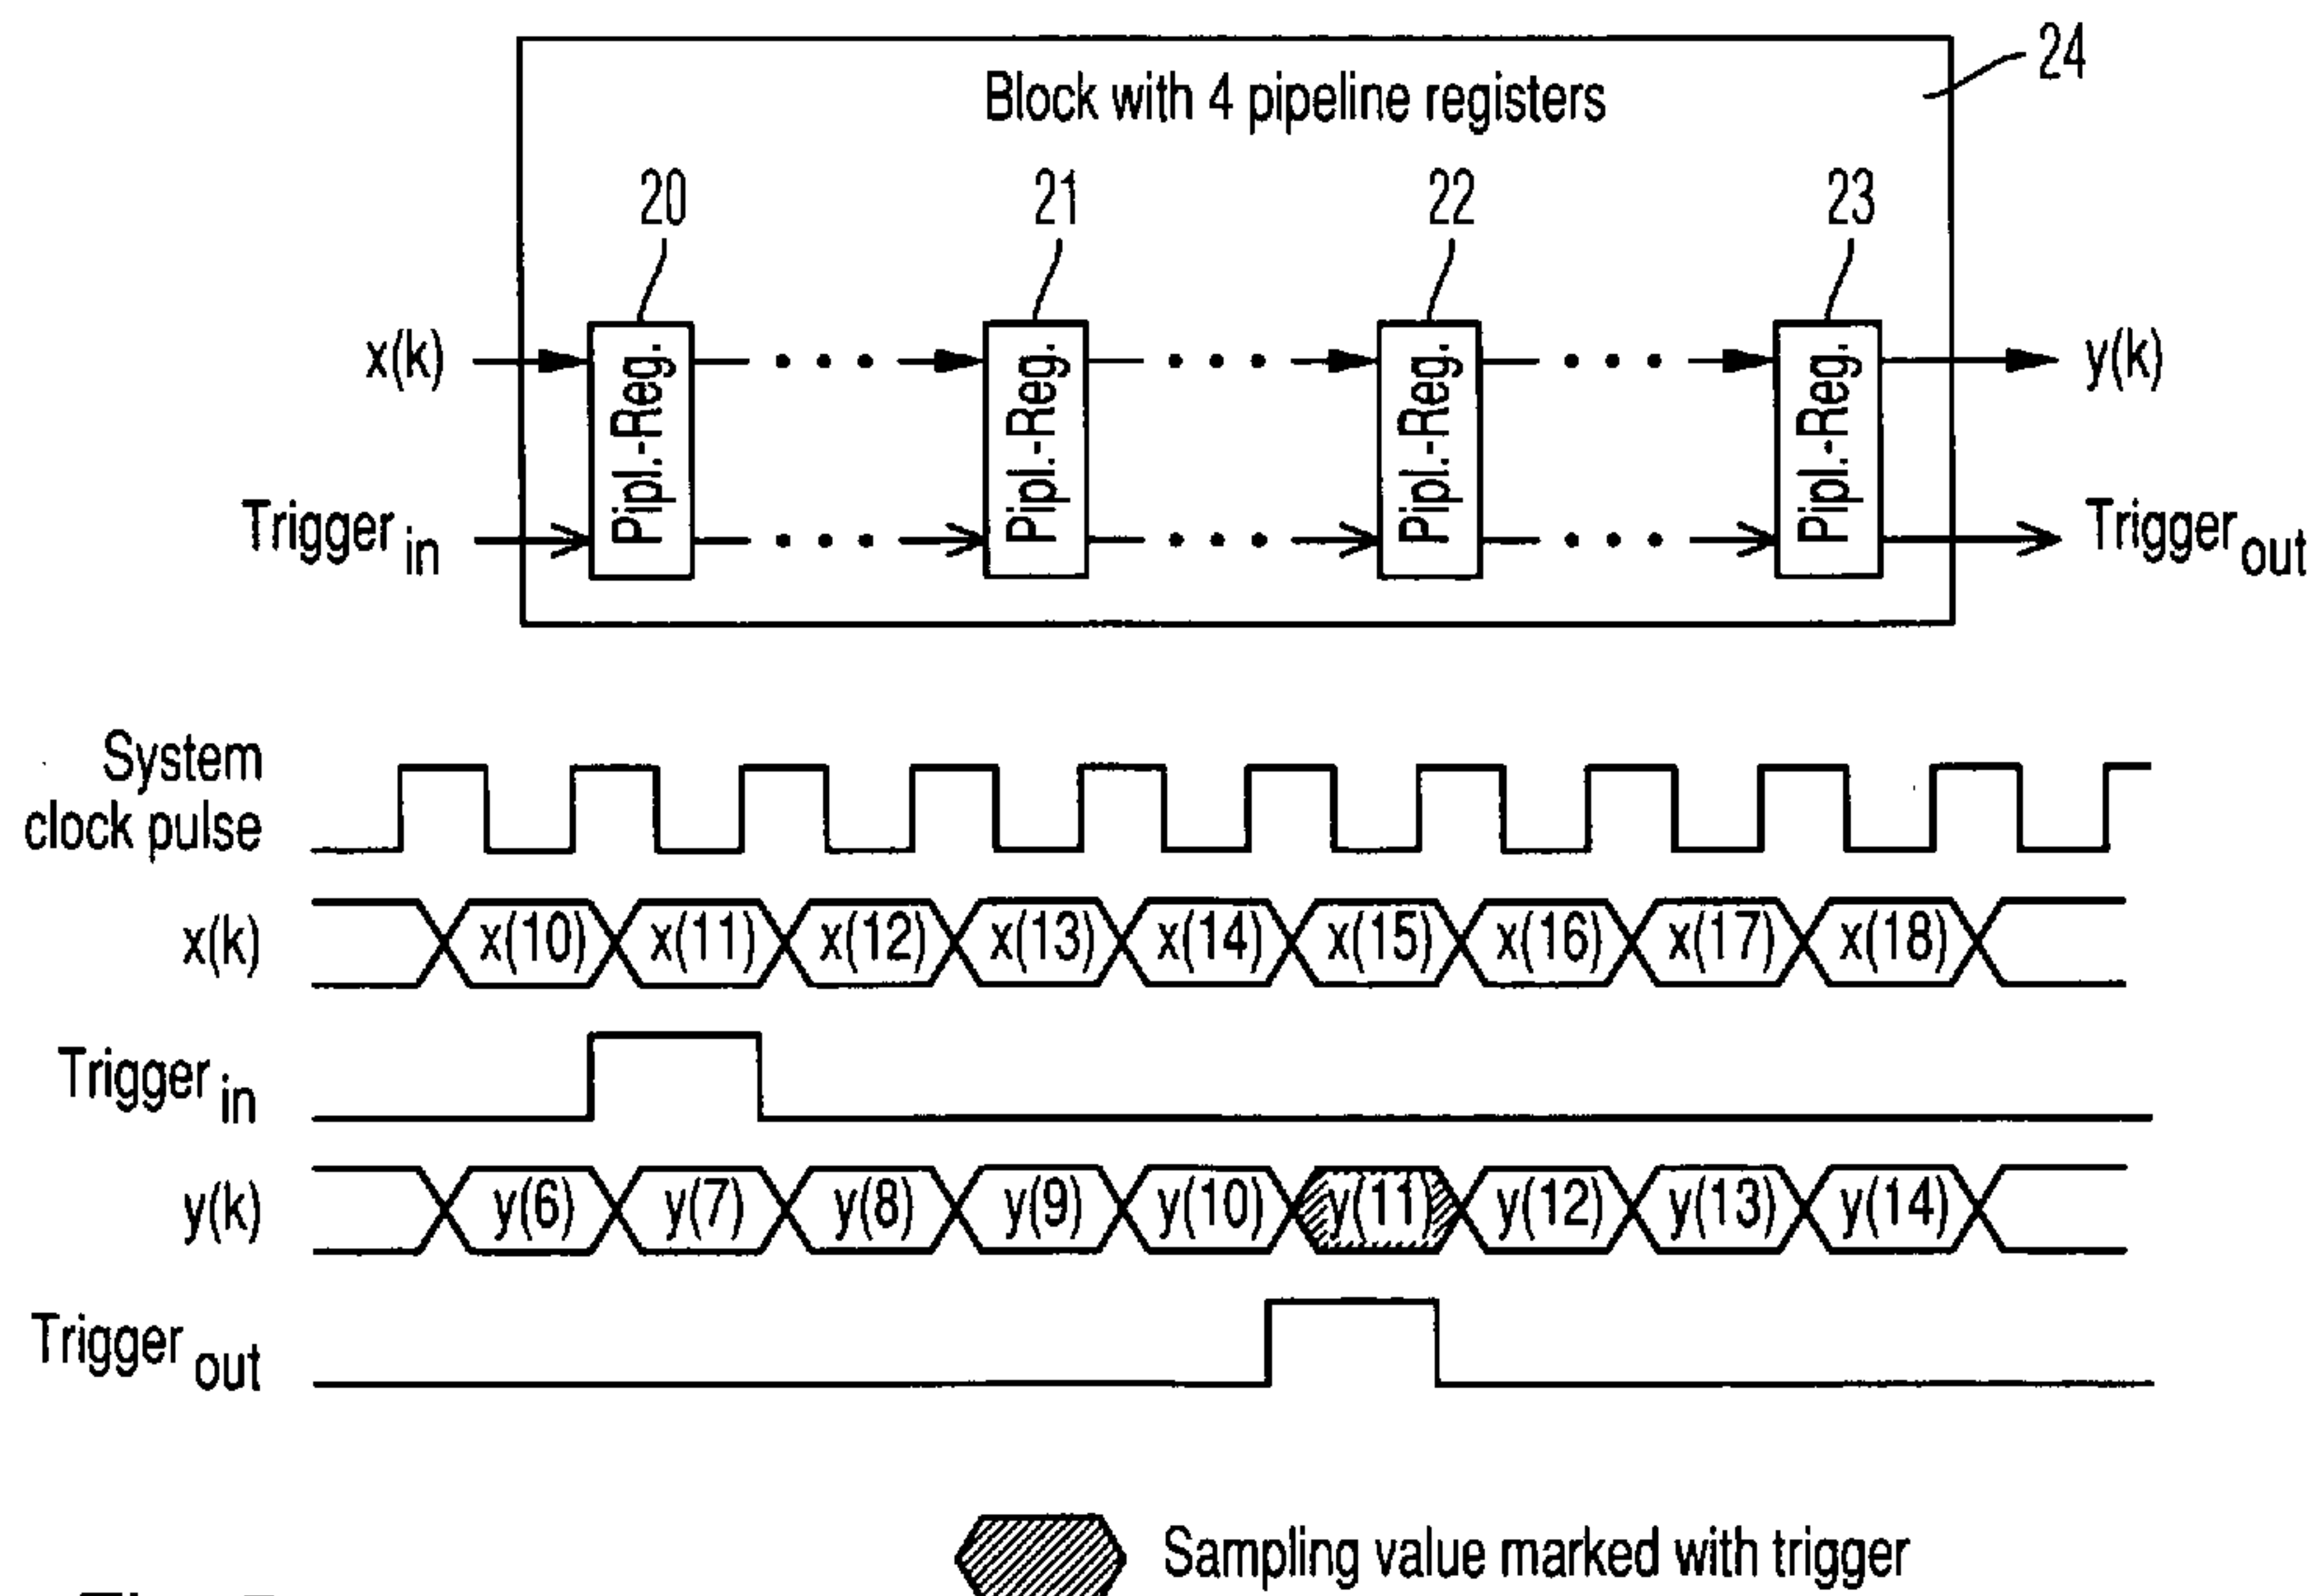 24
Block with 4 pipeline registers
20 21 22 23
x(k) Pipl.-Reg. Pipl.-Reg. Pipl.-Reg. Pipl.-Reg. y(k)
Trigger in Trigger out
System
clock pulse
x(k) x(10) x(11) x(12) x(13) x(14) x(15) x(16) x(17) x(18)
Trigger in
y(k) y(6) y(7) y(8) y(9) y(10) y(11) y(12) y(13) y(14)
Trigger out
Sampling value marked with trigger